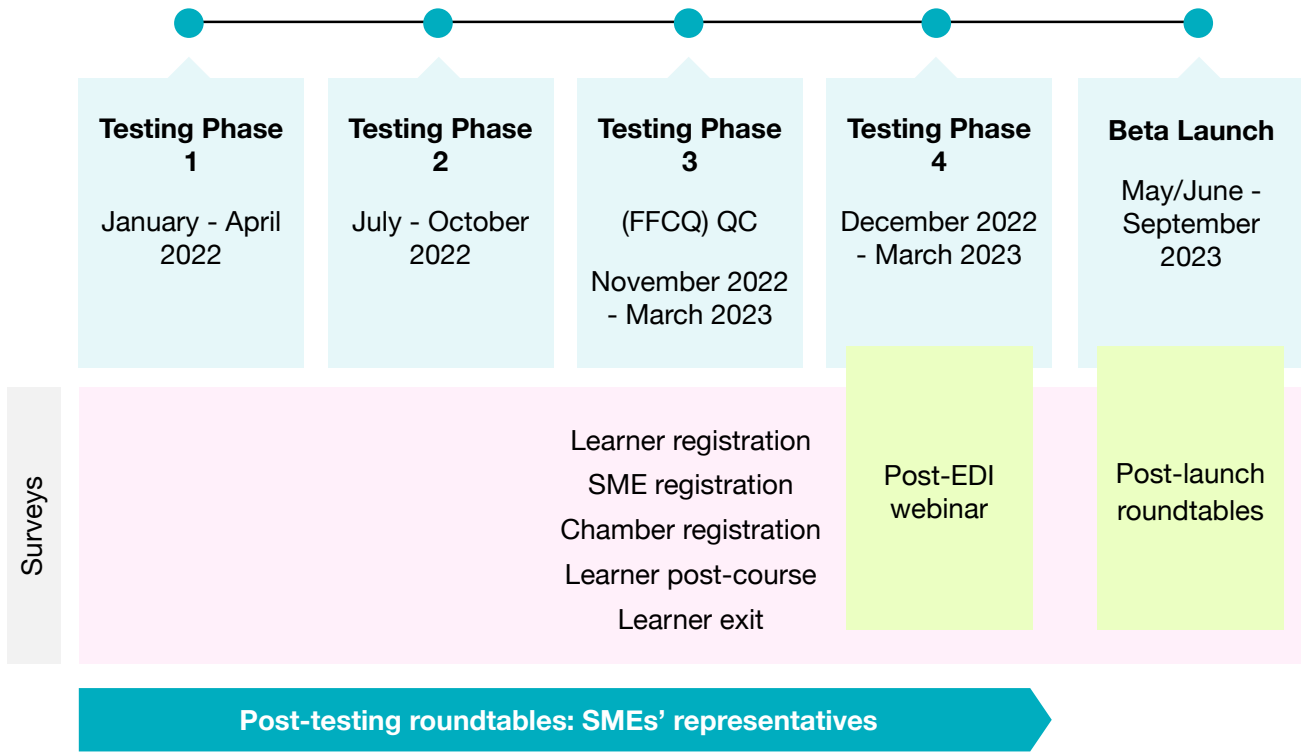 Testing Phase
1
January - April
2022
Testing Phase
2
July - October
2022
Testing Phase
3
(FFCQ) QC
November 2022
- March 2023
Testing Phase
4
December 2022
- March 2023
Beta Launch
May/June -
September
2023
Surveys
Learner registration
SME registration
Chamber registration
Learner post-course
Learner exit
Post-EDI
webinar
Post-launch
roundtables
Post-testing roundtables: SMEs’ representatives